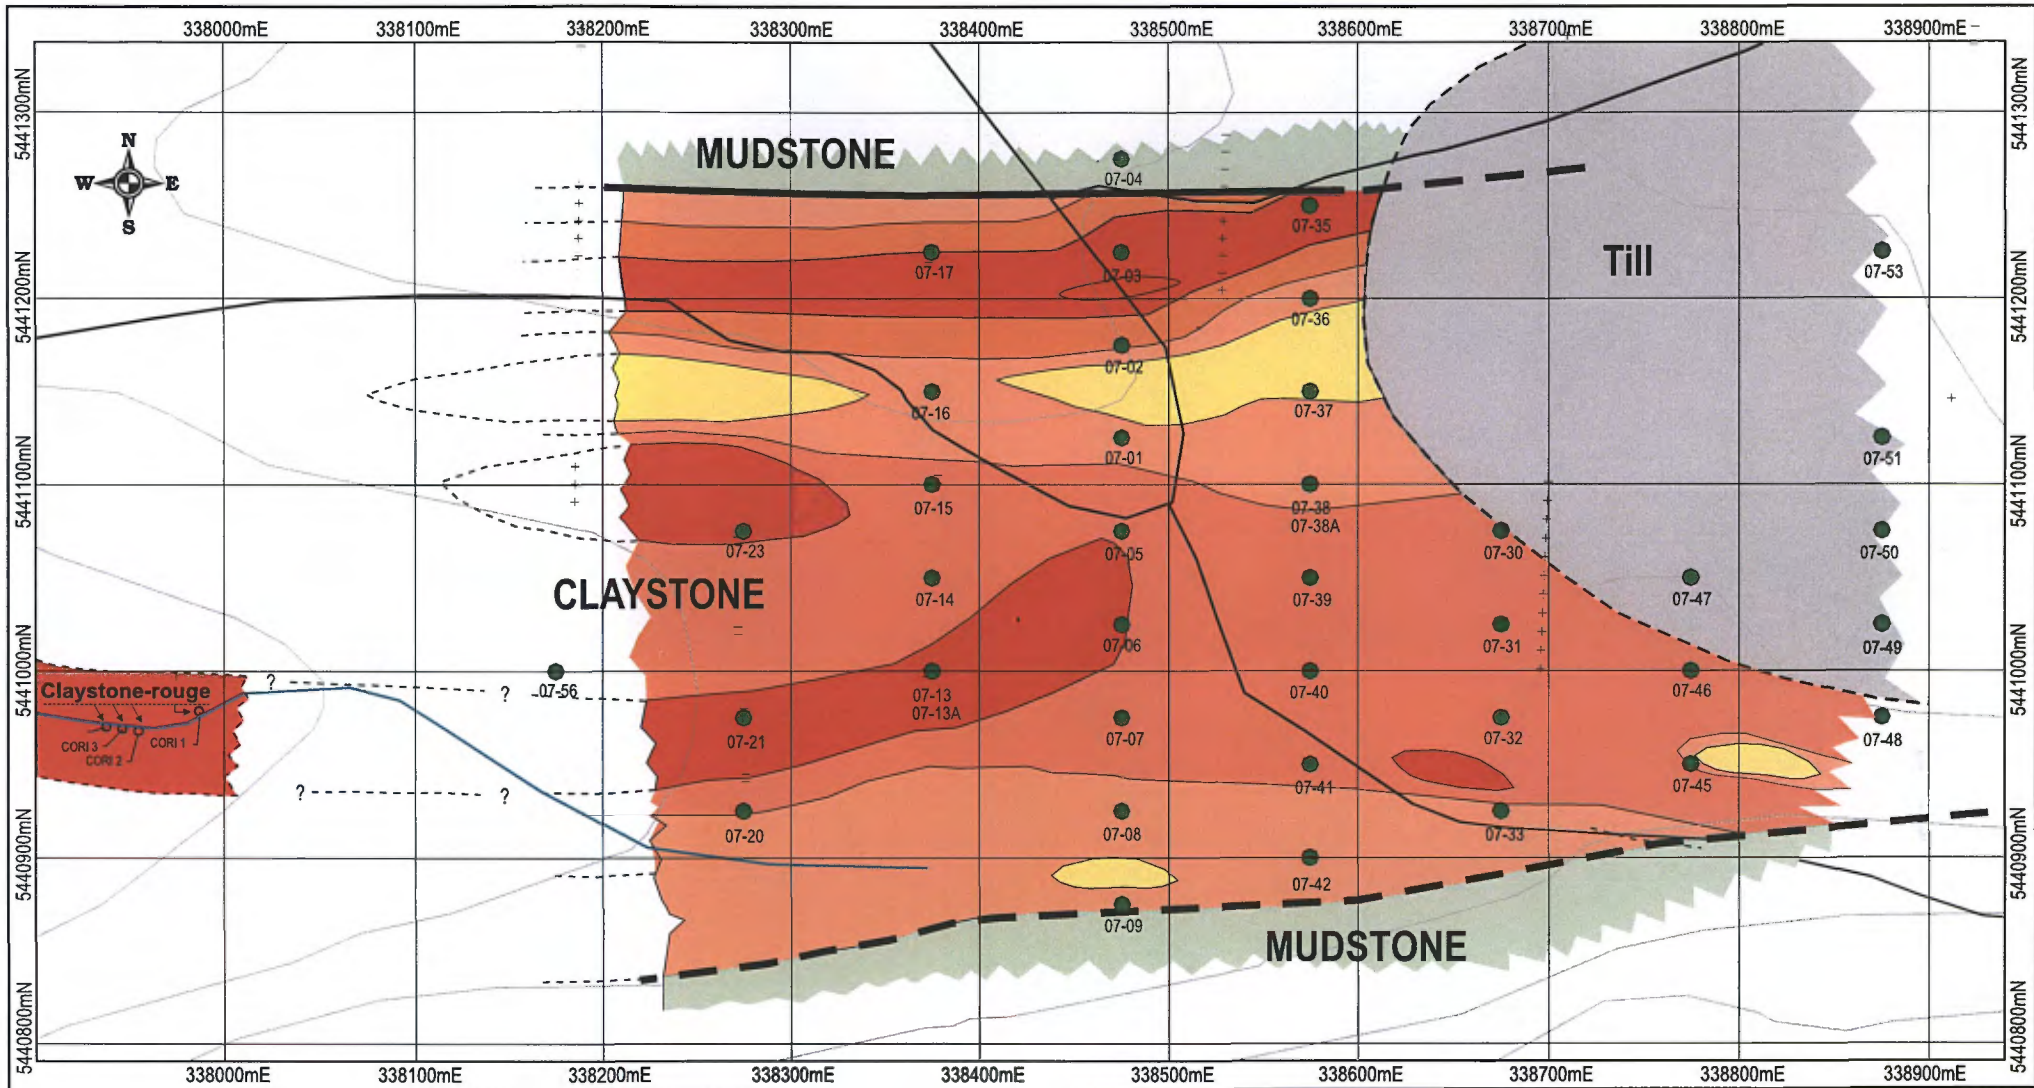 338000mE 338100mE 338200mE 338300mE 338400mE 338500mE 338600mE 338700mE 338800mE 338900mE
5441300mN 5441300mN
N
W E
S
MUDSTONE
07-04
07-35
07-17 07-03 Till 07-53
5441200mN 5441200mN
07-36
07-02
07-16 07-37
07-01 07-51
5441100mN 5441100mN
07-15 07-38
07-38A
07-23 07-05 07-30 07-50
CLAYSTONE 07-14 07-39 07-47
07-06 07-31 07-49
5441000mN 5441000mN
Claystone-rouge ? ? 07-56 07-13 07-40 07-46
07-13A
CORI 3 CORI 1 07-21 07-07 07-32 07-48
CORI 2
? ? 07-41 07-45
07-20 07-08 07-33
5440900mN 5440900mN
07-42
07-09
MUDSTONE
5440800mN 5440800mN
338000mE 338100mE 338200mE 338300mE 338400mE 338500mE 338600mE 338700mE 338800mE 338900mE